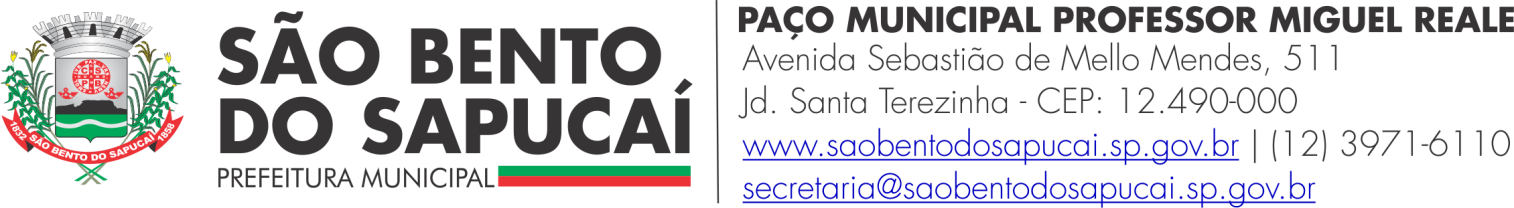 1832 SÃO BENTO DO SAPUCAÍ 1858
SÃO BENTO
DO SAPUCAÍ
PREFEITURA MUNICIPAL
PAÇO MUNICIPAL PROFESSOR MIGUEL REALE
Avenida Sebastião de Mello Mendes, 511
Jd. Santa Terezinha - CEP: 12.490-000
www.saobentodosapucai.sp.gov.br | (12) 3971-6110
secretaria@saobentodosapucai.sp.gov.br